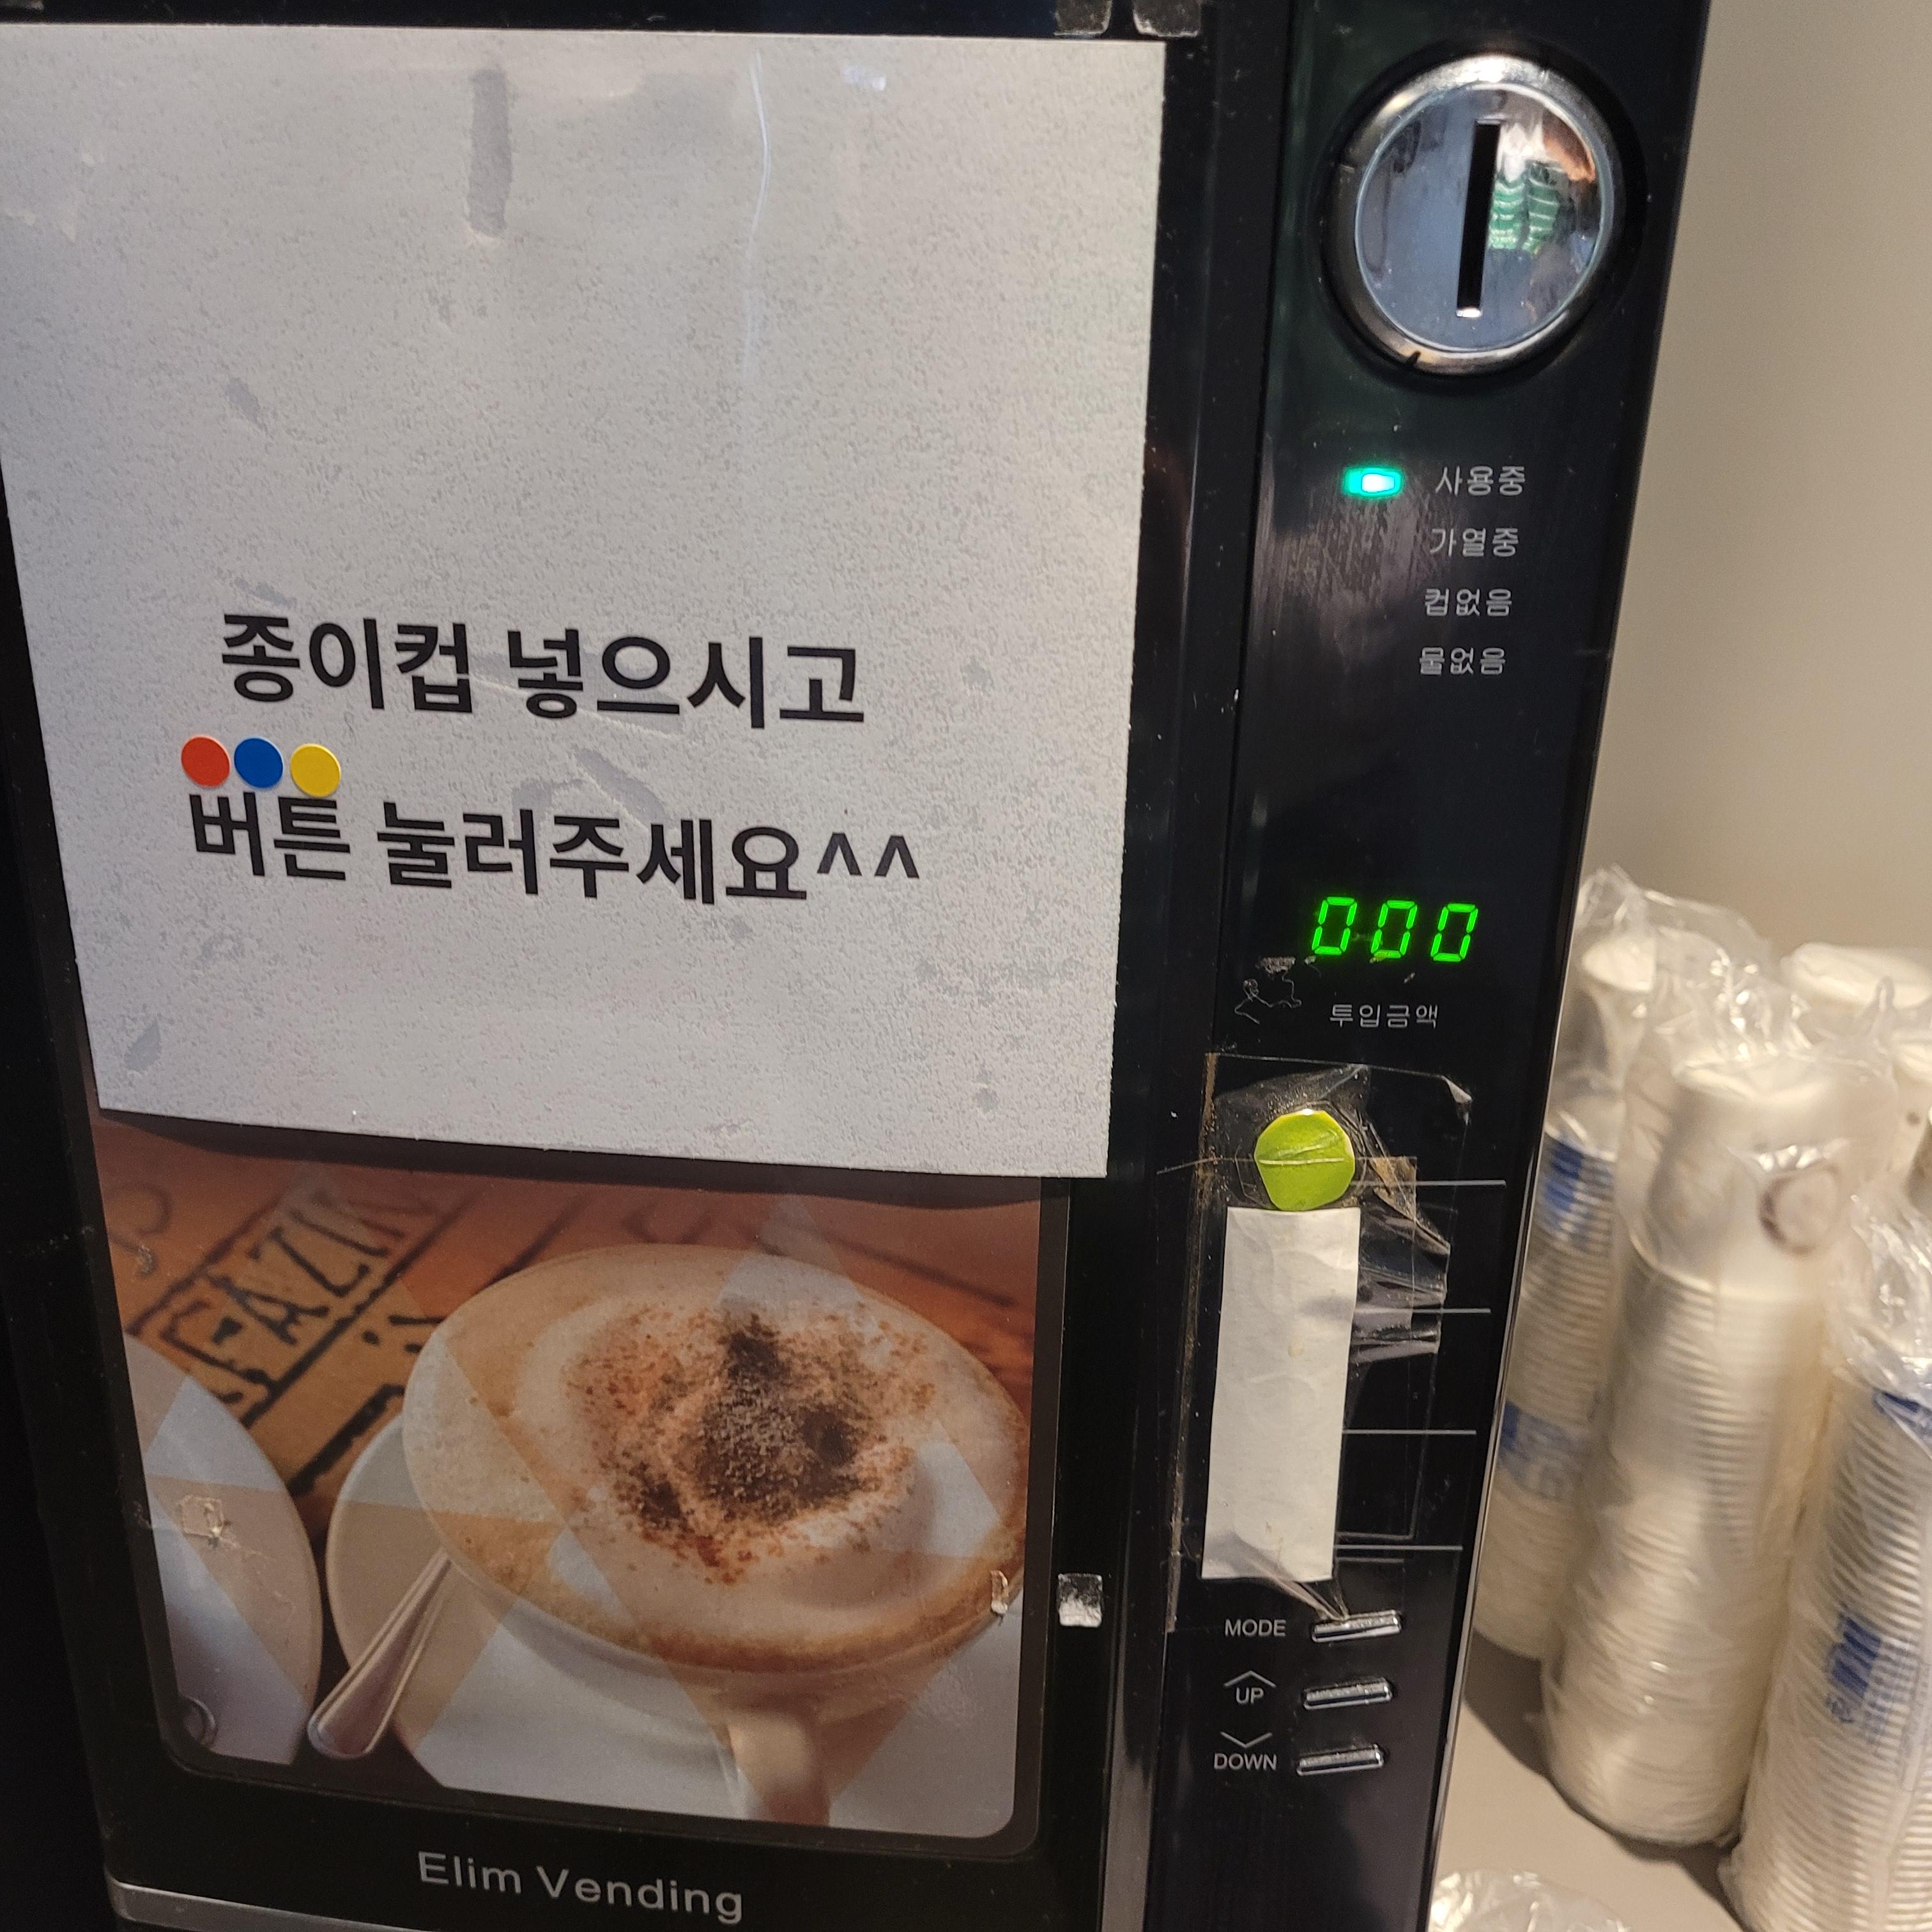 종이컵 넣으시고
버튼 눌러주세요^^
사용중
가열중
컵없음
물없음
000
투입금액
MODE
UP
DOWN
Elim Vending